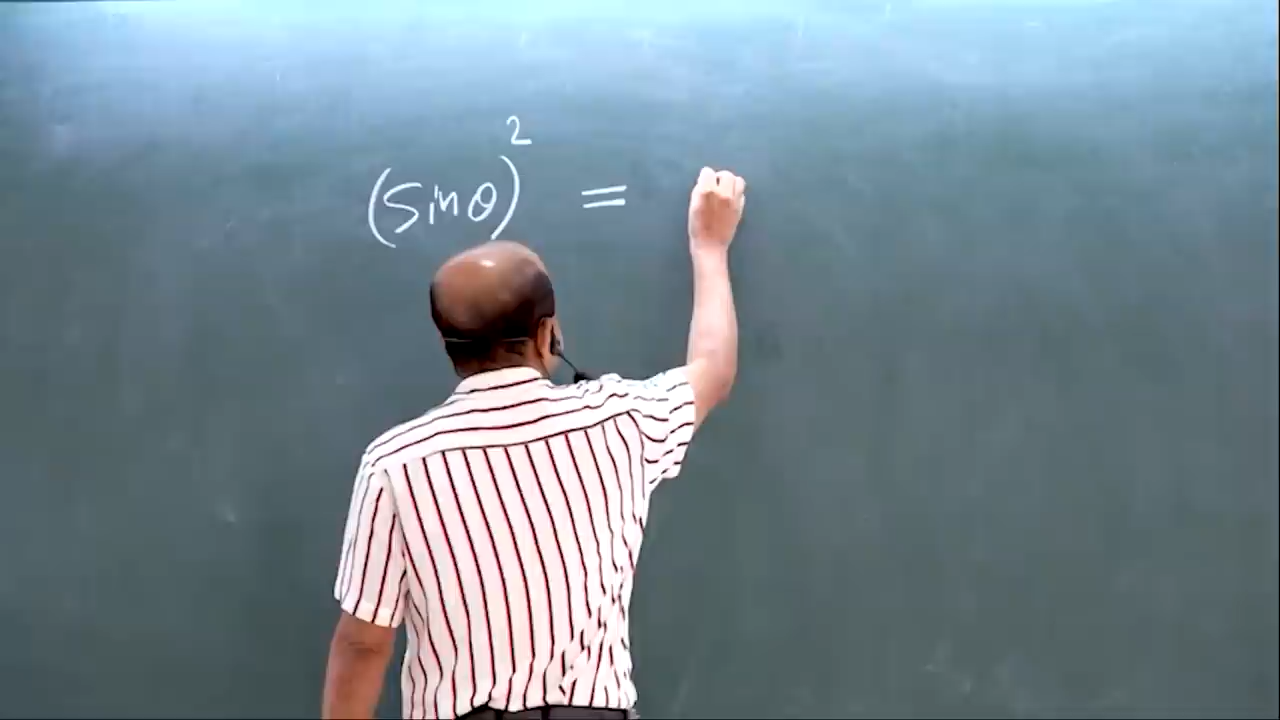 (sinθ)² =